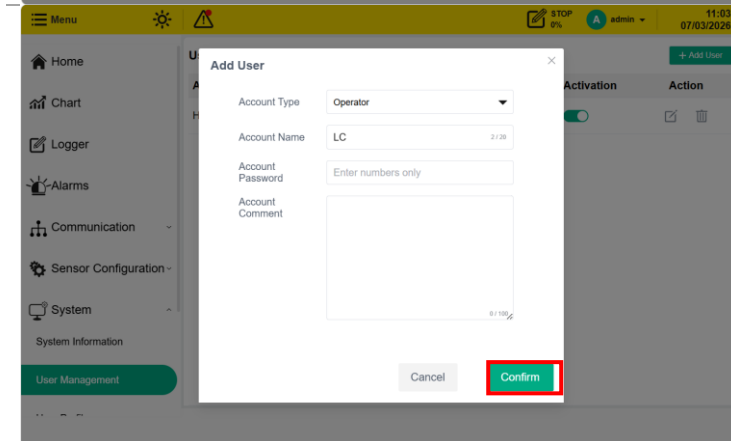 Menu
STOP
0%
A admin
11:03
07/03/2026
Home
Chart
Logger
Alarms
Communication
Sensor Configuration
System
System Information
User Management
+ Add User
Activation
Action
Add User
Account Type
Operator
Account Name
LC
2 / 20
Account
Password
Enter numbers only
Account
Comment
0 / 100
Cancel
Confirm